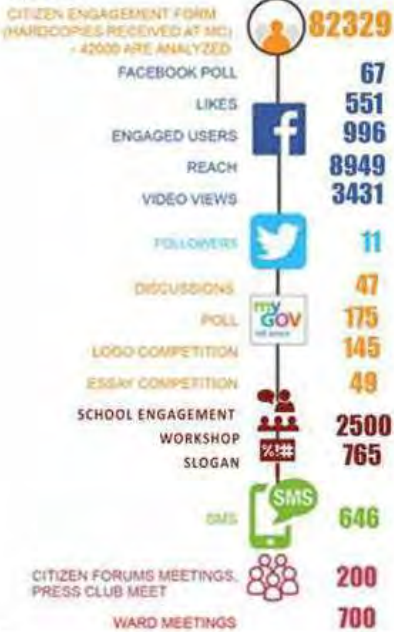 CITIZEN ENGAGEMENT FORM
(HARDCOPIES RECEIVED AT MC)
- 42000 ARE ANALYZED
82329
FACEBOOK POLL 67
LIKES 551
ENGAGED USERS 996
REACH 8949
VIDEO VIEWS 3431
f
FOLLOWERS 11
DISCUSSIONS 47
POLL 175
my
GOV
LOGO COMPETITION 145
ESSAY COMPETITION 49
SCHOOL ENGAGEMENT
WORKSHOP 2500
SLOGAN 765
%!#
SMS
SMS 646
CITIZEN FORUMS MEETINGS,
PRESS CLUB MEET
200
WARD MEETINGS 700